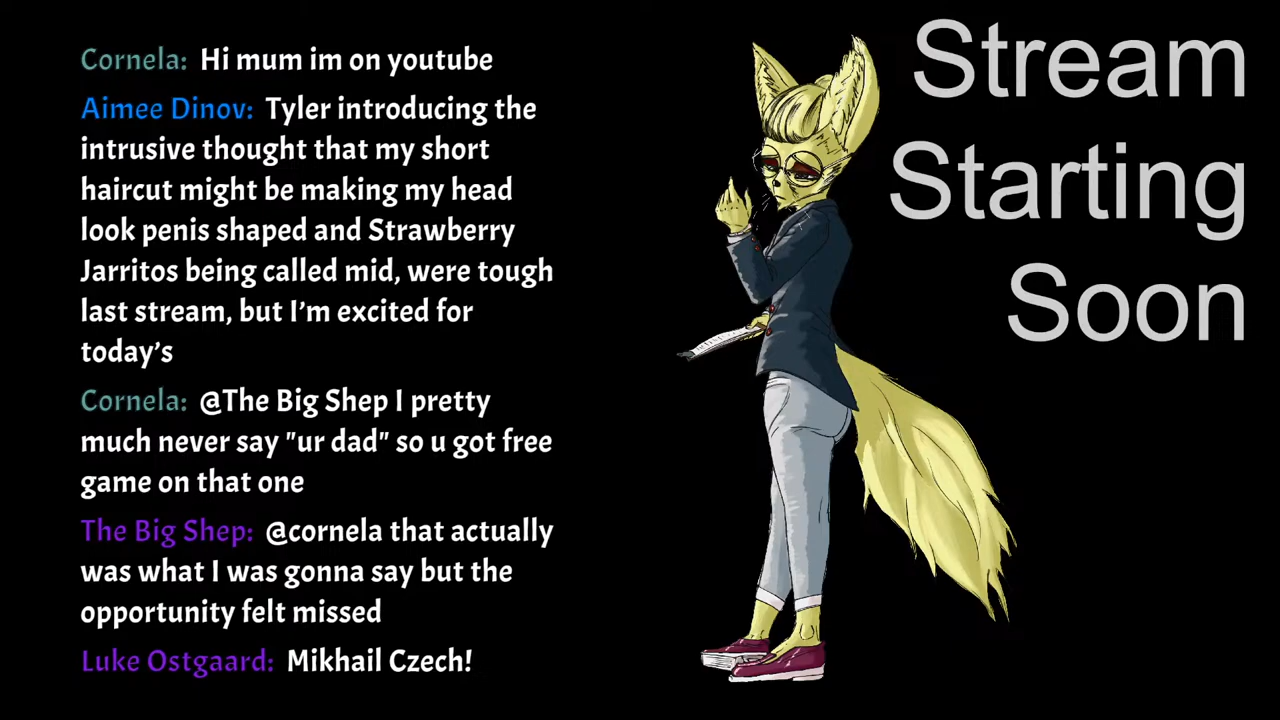 Cornela: Hi mum im on youtube
Aimee Dinov: Tyler introducing the
intrusive thought that my short
haircut might be making my head
look penis shaped and Strawberry
Jarritos being called mid, were tough
last stream, but I’m excited for
today’s
Cornela: @The Big Shep I pretty
much never say "ur dad" so u got free
game on that one
The Big Shep: @cornela that actually
was what I was gonna say but the
opportunity felt missed
Luke Ostgaard: Mikhail Czech!
Stream
Starting
Soon